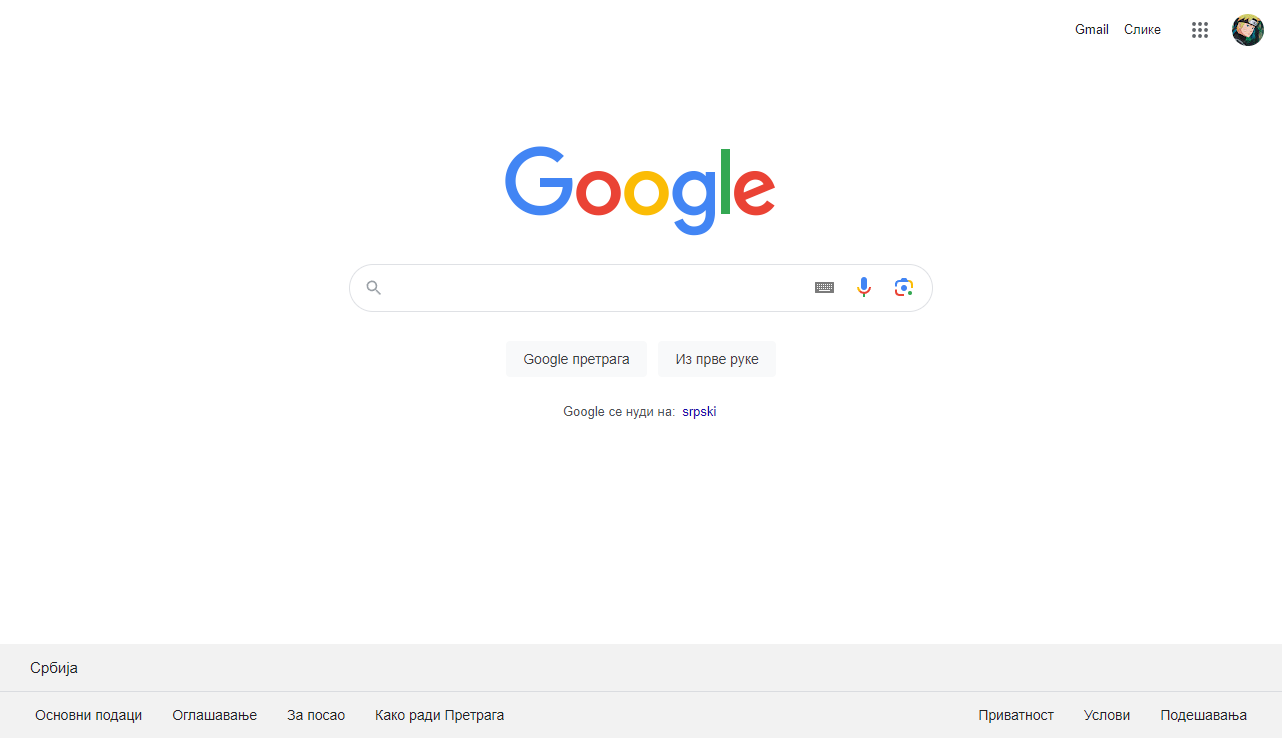 Gmail Слике
Google
Google претрага Из прве руке
Google се нуди на: srpski
Србија
Основни подаци Оглашавање За посао Како ради Претрага Приватност Услови Подешавања